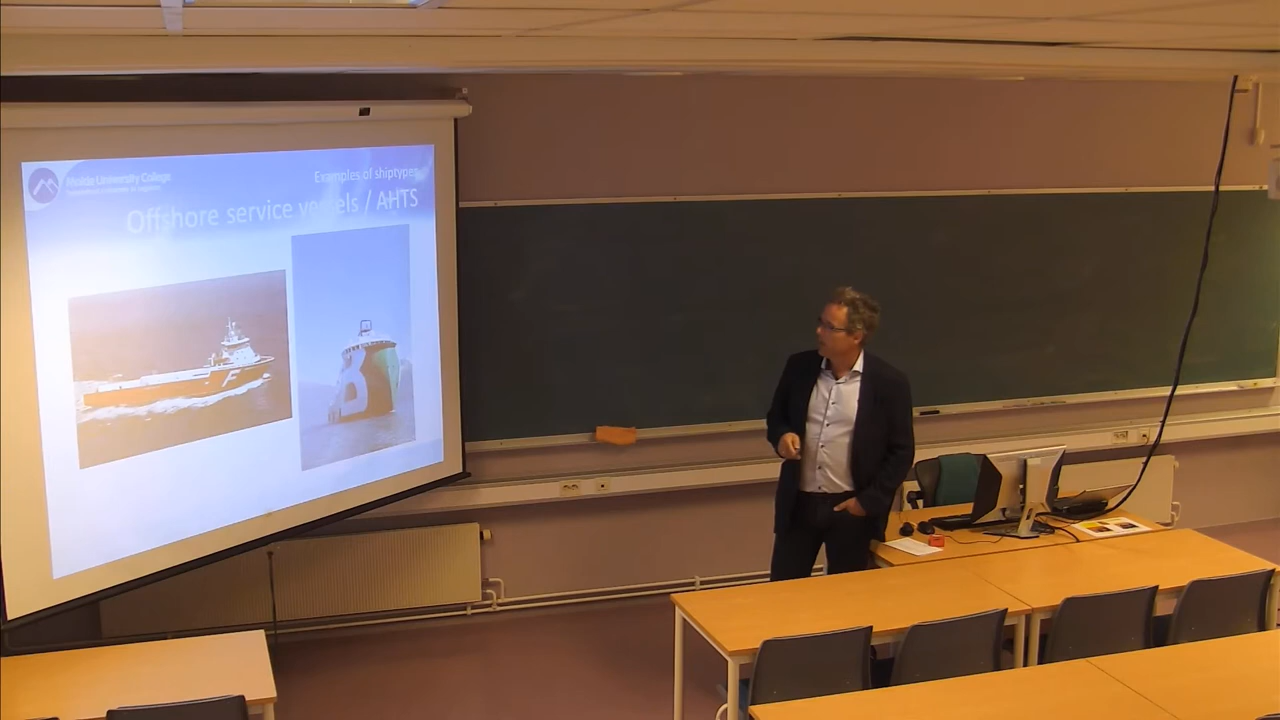 Molde University College
Examples of shiptypes
Offshore service vessels / AHTS